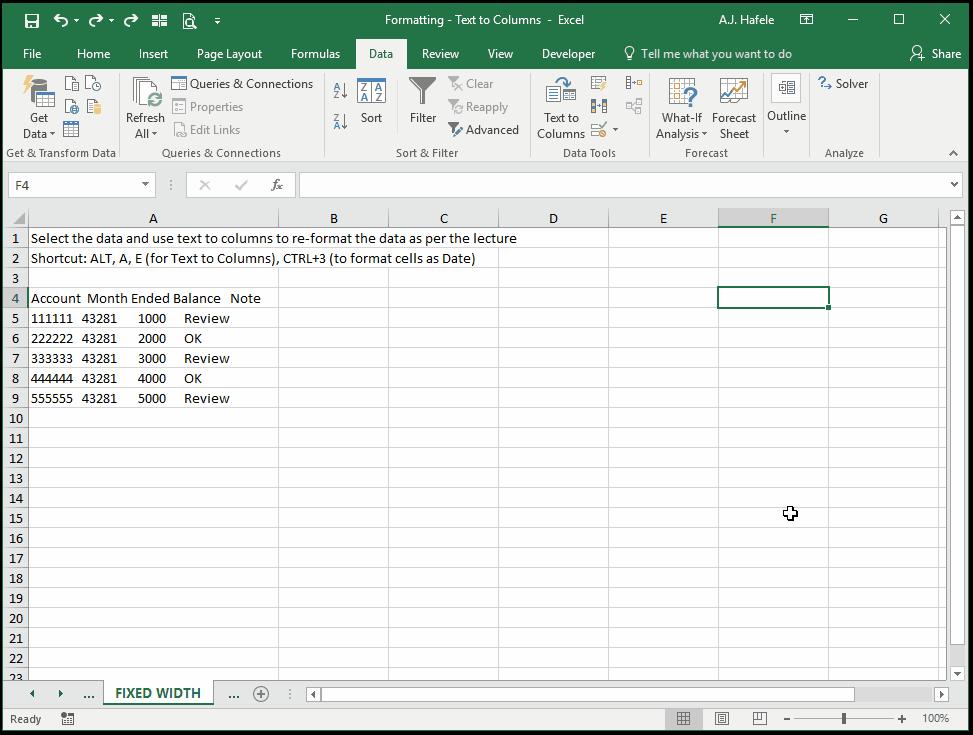 Formatting - Text to Columns - Excel
A.J. Hafele
File Home Insert Page Layout Formulas Data Review View Developer Tell me what you want to do Share
Get Data
Get & Transform Data
Refresh All
Queries & Connections
Properties
Edit Links
Queries & Connections
Sort
Filter
Clear
Reapply
Advanced
Sort & Filter
Text to Columns
Data Tools
What-If Analysis
Forecast Sheet
Forecast
Outline
Solver
Analyze
F4
fx
A B C D E F G
1 Select the data and use text to columns to re-format the data as per the lecture
2 Shortcut: ALT, A, E (for Text to Columns), CTRL+3 (to format cells as Date)
3
4 Account Month Ended Balance Note
5 111111 43281 1000 Review
6 222222 43281 2000 OK
7 333333 43281 3000 Review
8 444444 43281 4000 OK
9 555555 43281 5000 Review
10
11
12
13
14
15
16
17
18
19
20
21
22
23
... FIXED WIDTH ...
Ready
100%